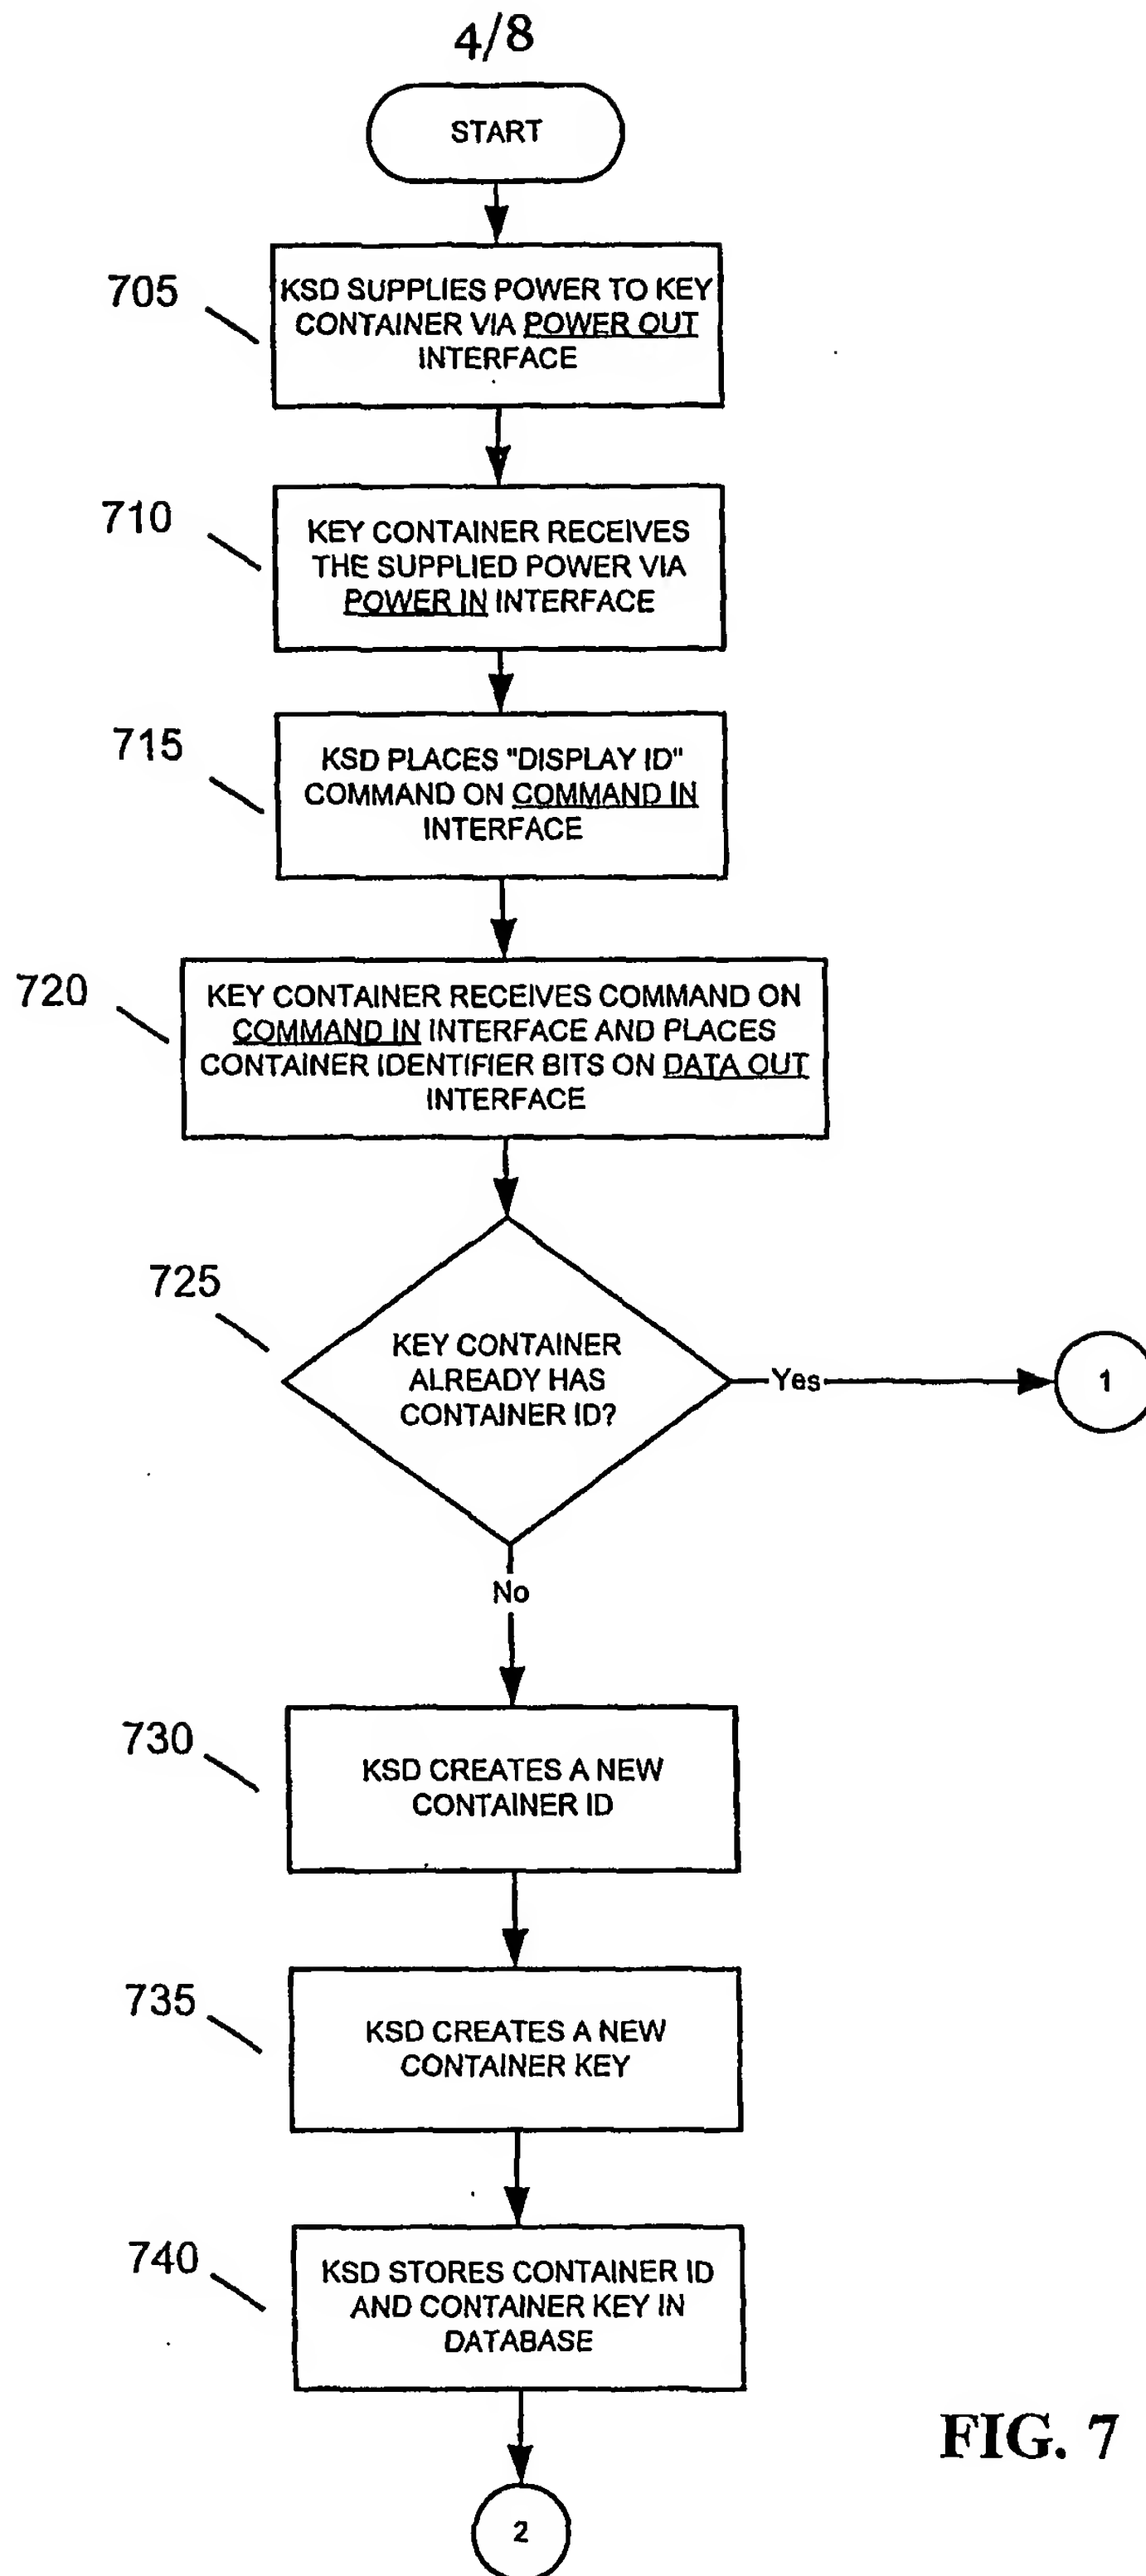 4/8
START
705
KSD SUPPLIES POWER TO KEY
CONTAINER VIA POWER OUT
INTERFACE
710
KEY CONTAINER RECEIVES
THE SUPPLIED POWER VIA
POWER IN INTERFACE
715
KSD PLACES "DISPLAY ID"
COMMAND ON COMMAND IN
INTERFACE
720
KEY CONTAINER RECEIVES COMMAND ON
COMMAND IN INTERFACE AND PLACES
CONTAINER IDENTIFIER BITS ON DATA OUT
INTERFACE
725
KEY CONTAINER
ALREADY HAS
CONTAINER ID?
Yes
1
No
730
KSD CREATES A NEW
CONTAINER ID
735
KSD CREATES A NEW
CONTAINER KEY
740
KSD STORES CONTAINER ID
AND CONTAINER KEY IN
DATABASE
FIG. 7
2